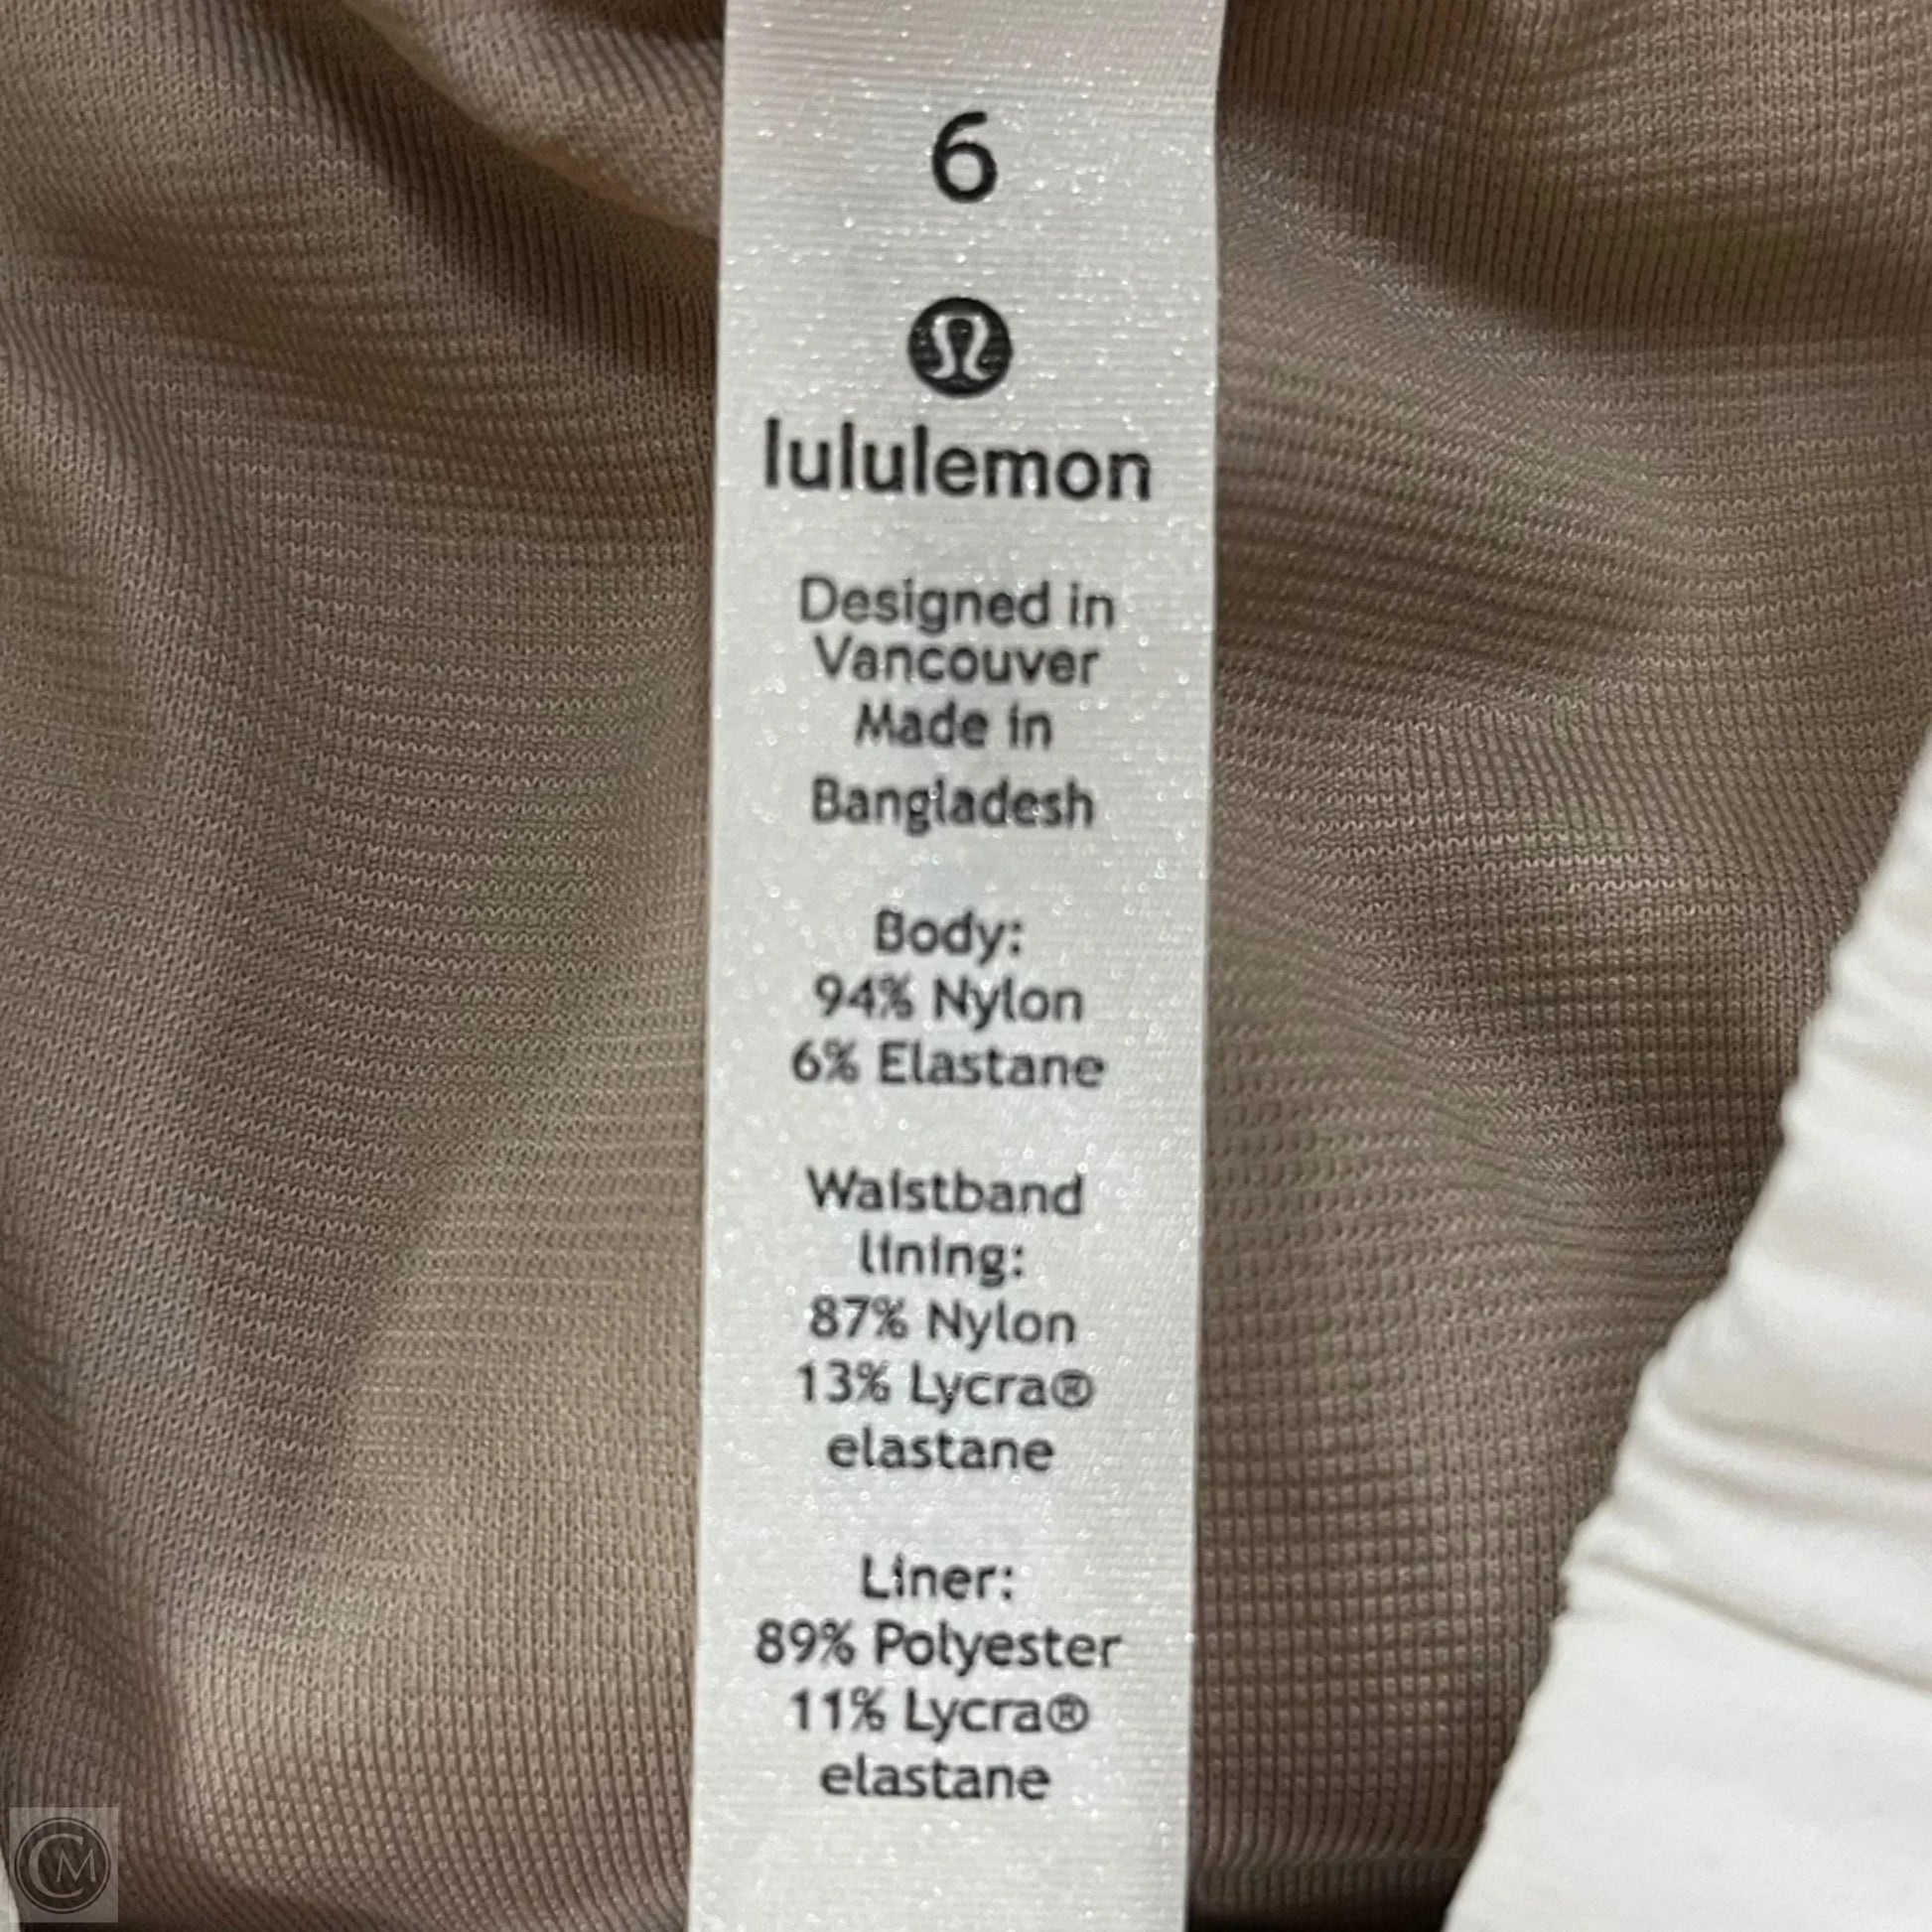 6
lululemon
Designed in
Vancouver
Made in
Bangladesh
Body:
94% Nylon
6% Elastane
Waistband
lining:
87% Nylon
13% Lycra®
elastane
Liner:
89% Polyester
11% Lycra®
elastane
CM